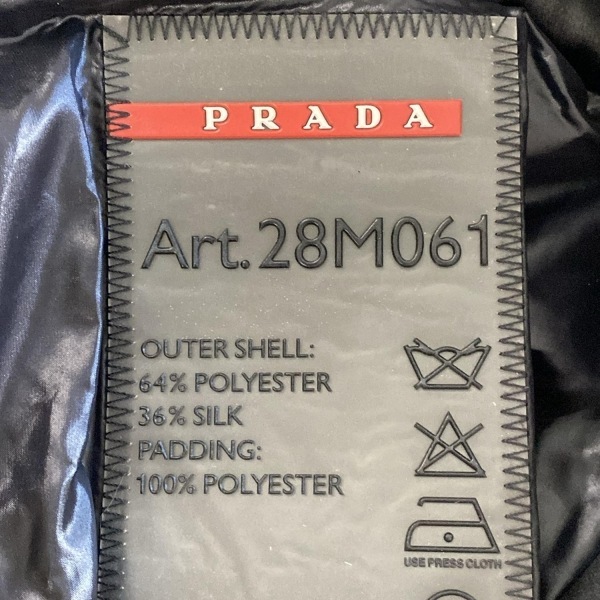 PRADA
Art.28M061
OUTER SHELL:
64% POLYESTER
36% SILK
PADDING:
100% POLYESTER
USE PRESS CLOTH